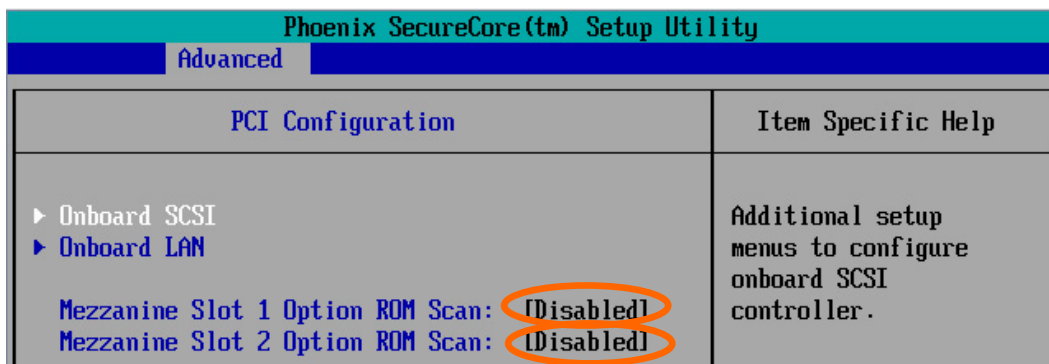 Phoenix SecureCore(tm) Setup Utility
Advanced
PCI Configuration
Item Specific Help
Onboard SCSI
Onboard LAN
Mezzanine Slot 1 Option ROM Scan: [Disabled]
Mezzanine Slot 2 Option ROM Scan: [Disabled]
Additional setup
menus to configure
onboard SCSI
controller.